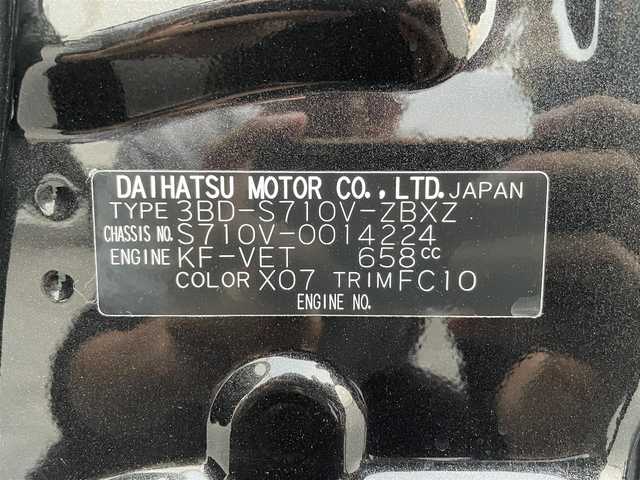 DAIHATSU MOTOR CO., LTD. JAPAN
TYPE 3BD-S710V-ZBXZ
CHASSIS NO. S710V-0014224
ENGINE KF-VET 658cc
COLOR X07 TRIM FC10
ENGINE NO.